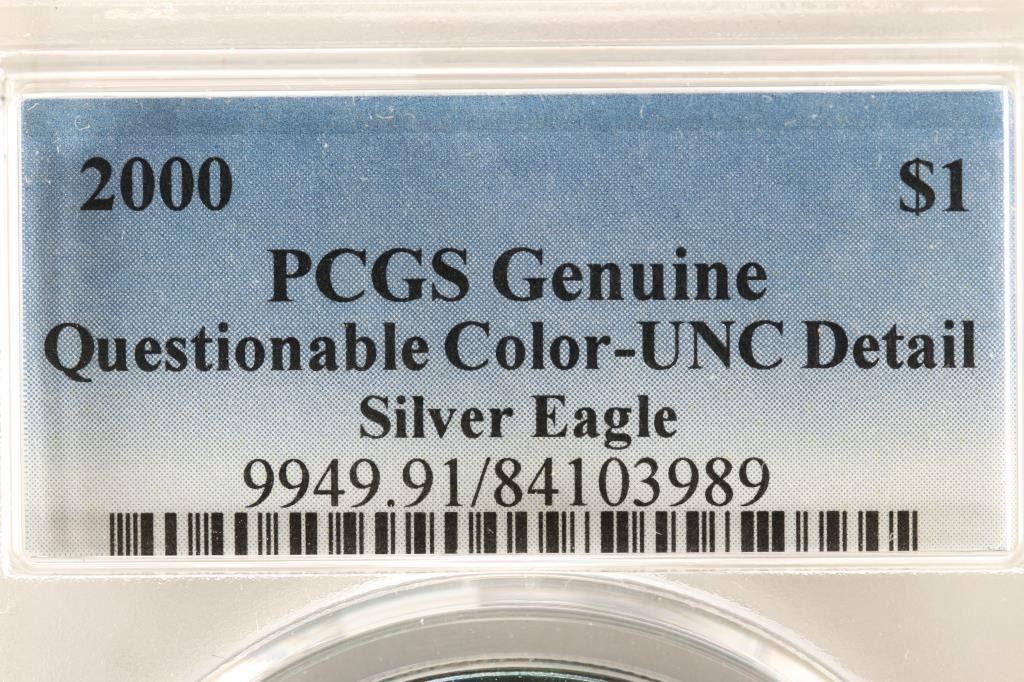 2000 $1
PCGS Genuine
Questionable Color-UNC Detail
Silver Eagle
9949.91/84103989